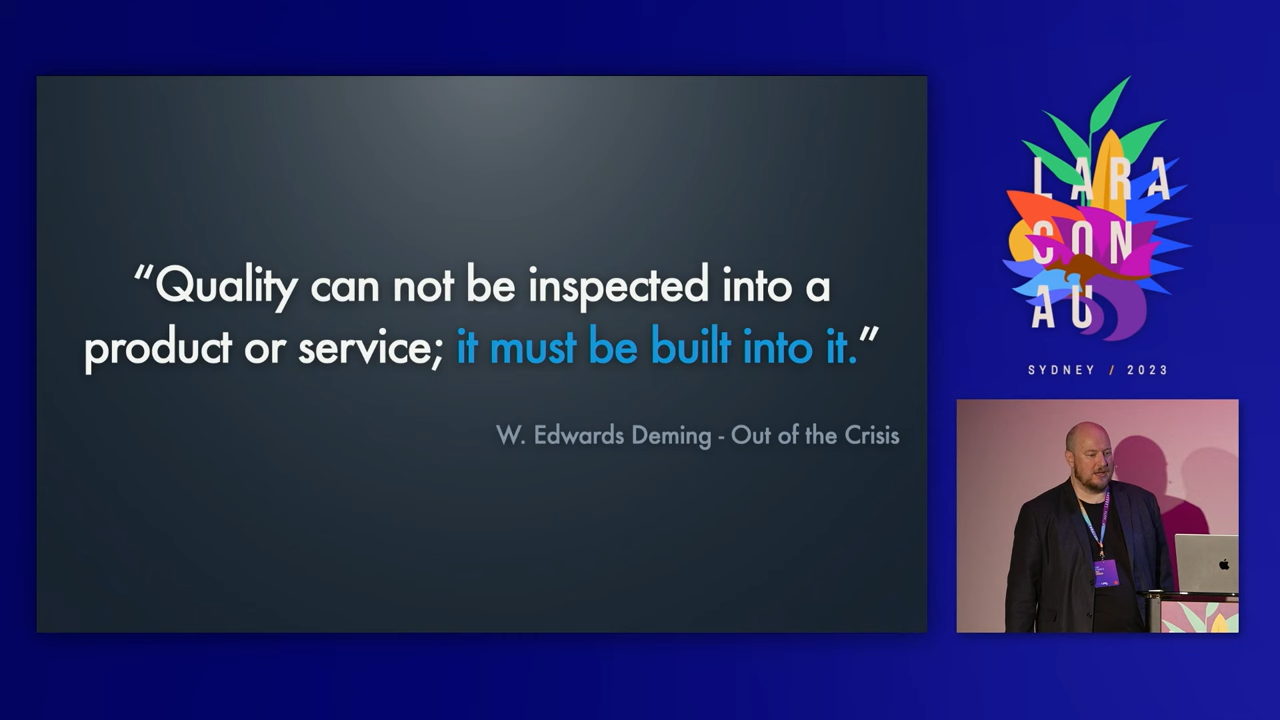 “Quality can not be inspected into a
product or service; it must be built into it.”
W. Edwards Deming - Out of the Crisis
LARA
CON
AU
SYDNEY / 2023